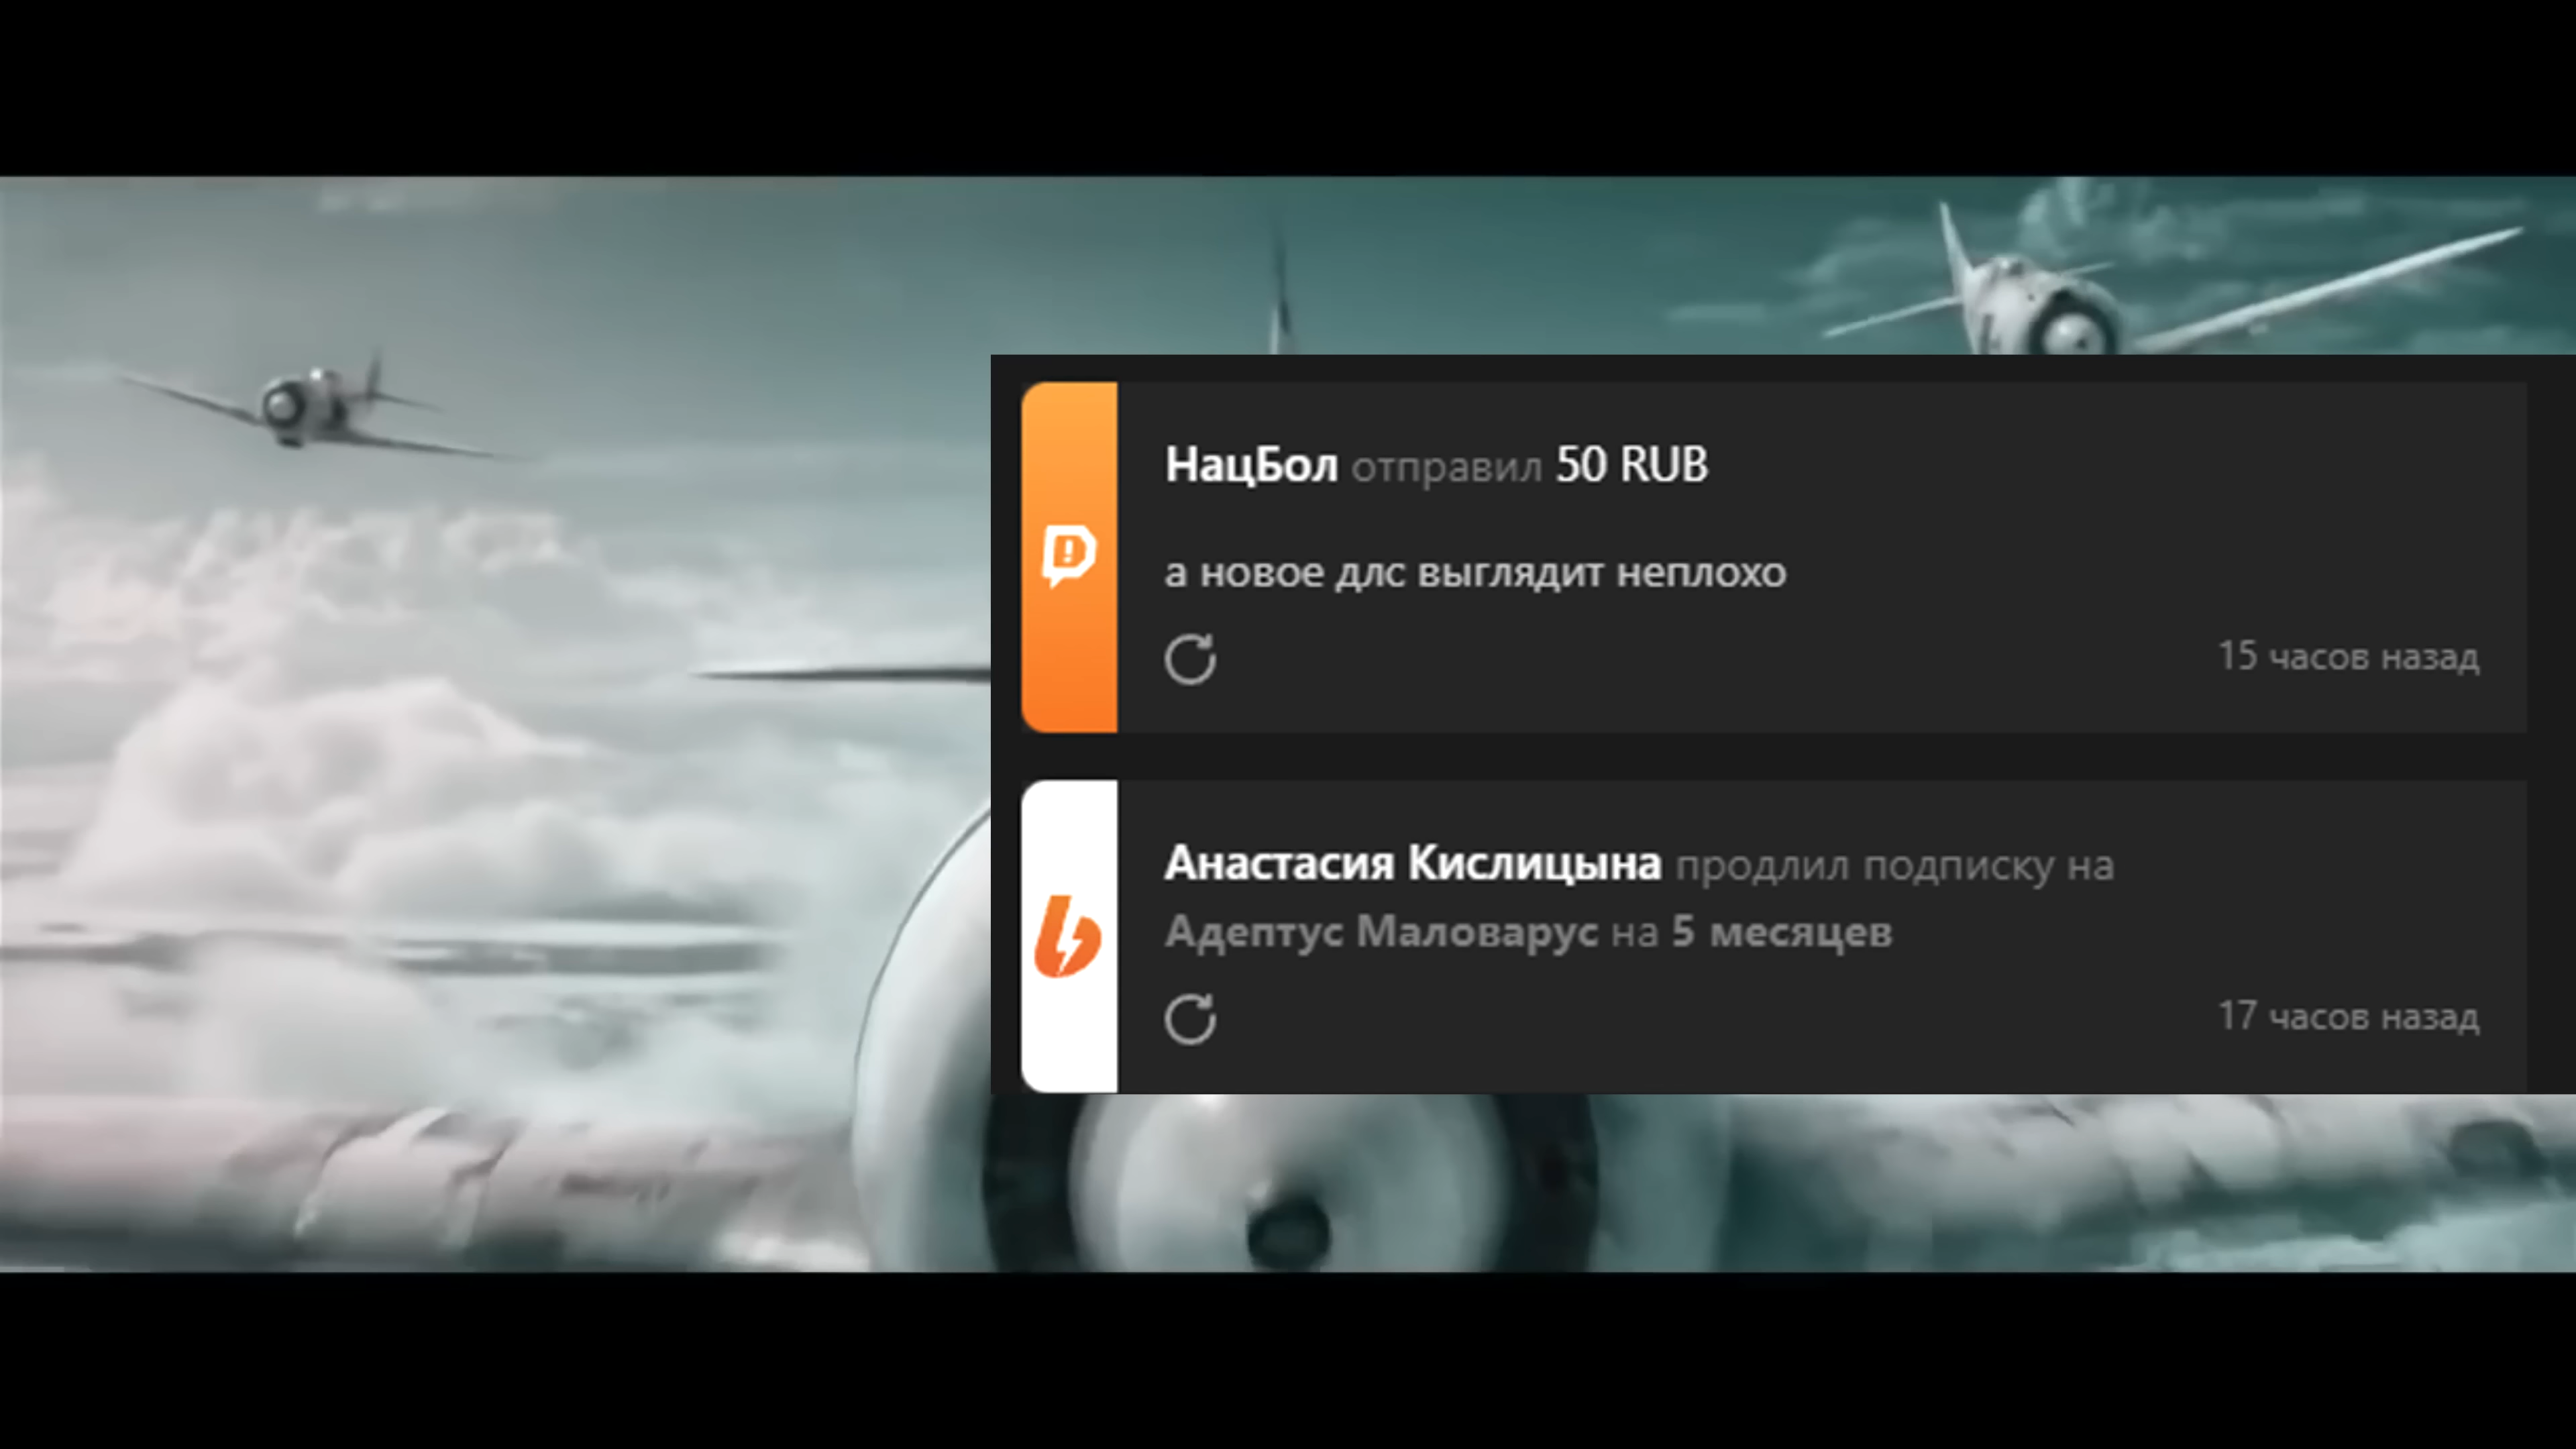 НацБол отправил 50 RUB
а новое длс выглядит неплохо
15 часов назад
Анастасия Кислицына продлил подписку на
Адептус Маловарус на 5 месяцев
17 часов назад